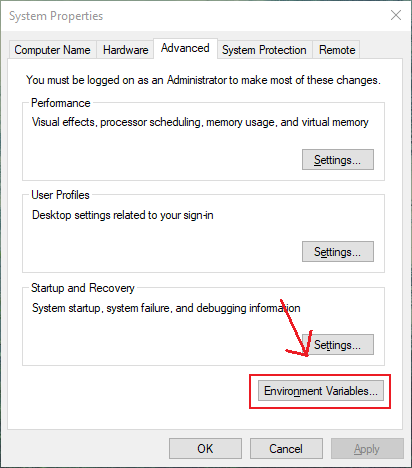 System Properties
Computer Name Hardware Advanced System Protection Remote
You must be logged on as an Administrator to make most of these changes.
Performance
Visual effects, processor scheduling, memory usage, and virtual memory
Settings...
User Profiles
Desktop settings related to your sign-in
Settings...
Startup and Recovery
System startup, system failure, and debugging information
Settings...
Environment Variables...
OK Cancel Apply